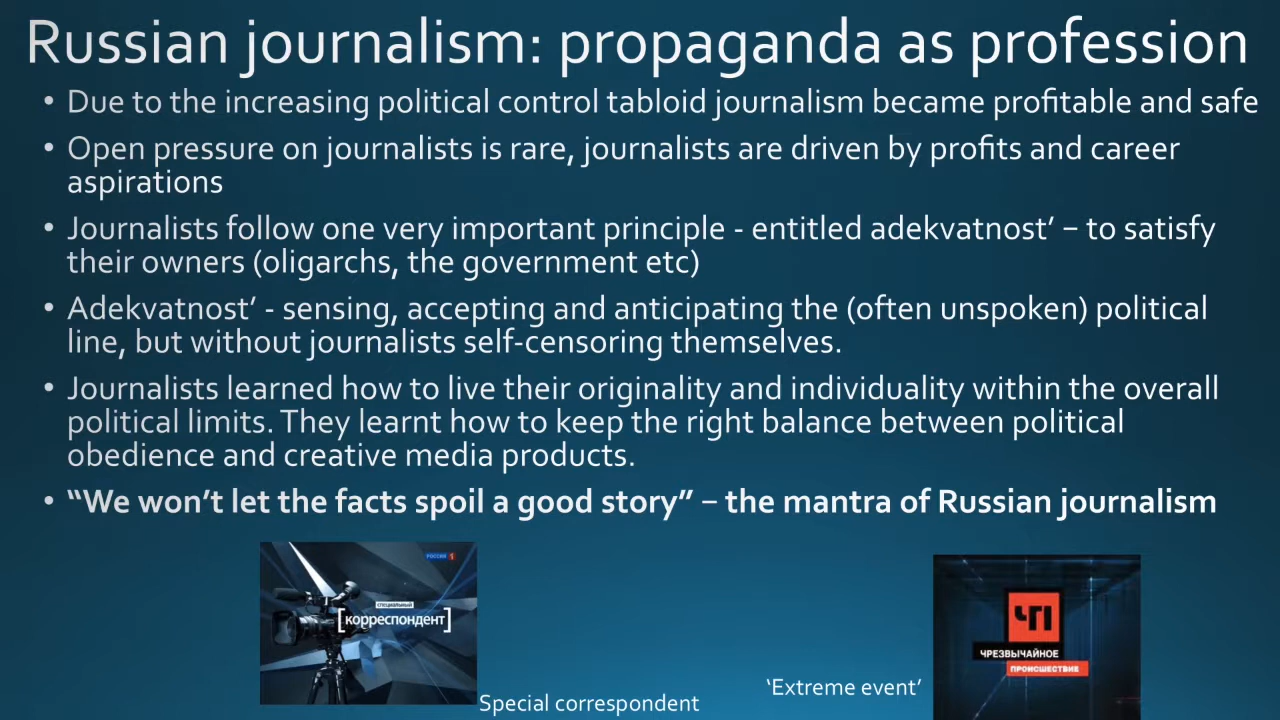 Russian journalism: propaganda as profession
• Due to the increasing political control tabloid journalism became profitable and safe
• Open pressure on journalists is rare, journalists are driven by profits and career
aspirations
• Journalists follow one very important principle - entitled adekvatnost’ – to satisfy
their owners (oligarchs, the government etc)
• Adekvatnost’ - sensing, accepting and anticipating the (often unspoken) political
line, but without journalists self-censoring themselves.
• Journalists learned how to live their originality and individuality within the overall
political limits. They learnt how to keep the right balance between political
obedience and creative media products.
• “We won’t let the facts spoil a good story” – the mantra of Russian journalism
РОССИЯ 1
специальный
[корреспондент]
Special correspondent
‘Extreme event’
ЧП
ЧРЕЗВЫЧАЙНОЕ
ПРОИСШЕСТВИЕ